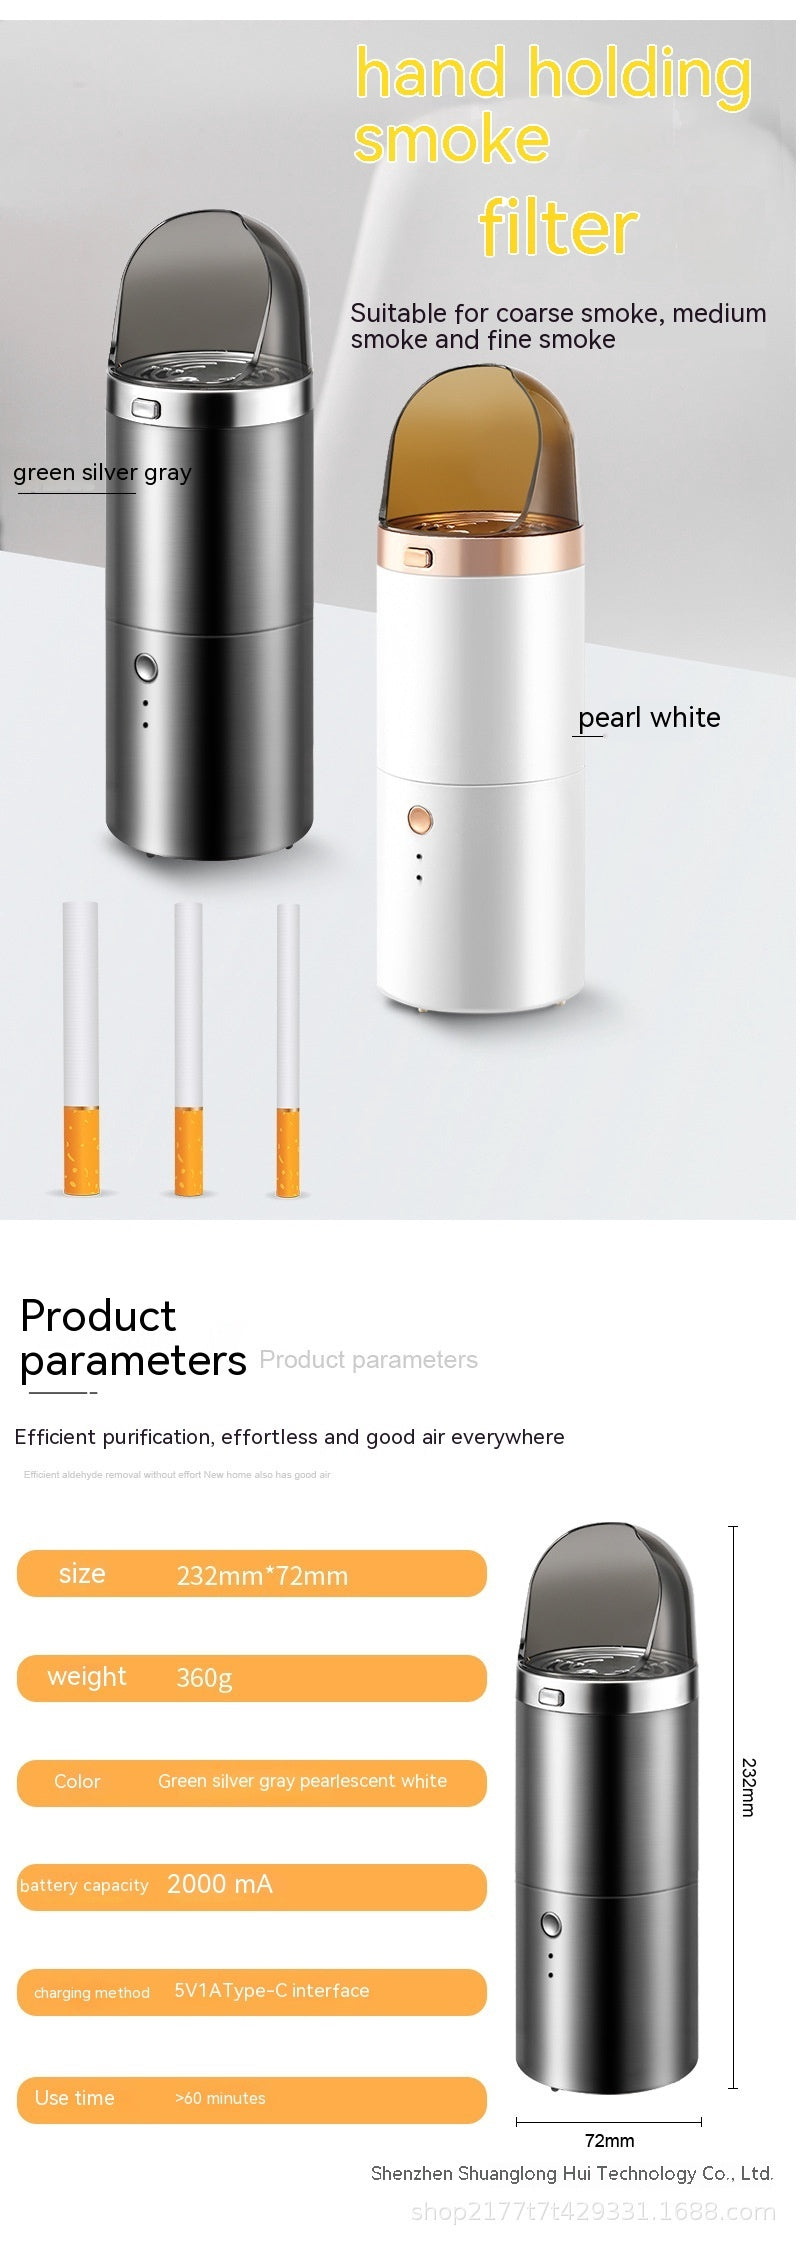 hand holding
smoke
filter
Suitable for coarse smoke, medium
smoke and fine smoke
green silver gray
pearl white
Product
parameters Product parameters
Efficient purification, effortless and good air everywhere
Efficient aldehyde removal without effort New home also has good air
size 232mm*72mm
weight 360g
Color Green silver gray pearlescent white
battery capacity 2000 mA
charging method 5V1AType-C interface
Use time >60 minutes
232mm
72mm
Shenzhen Shuanglong Hui Technology Co., Ltd.
shop2177t7t429331.1688.com